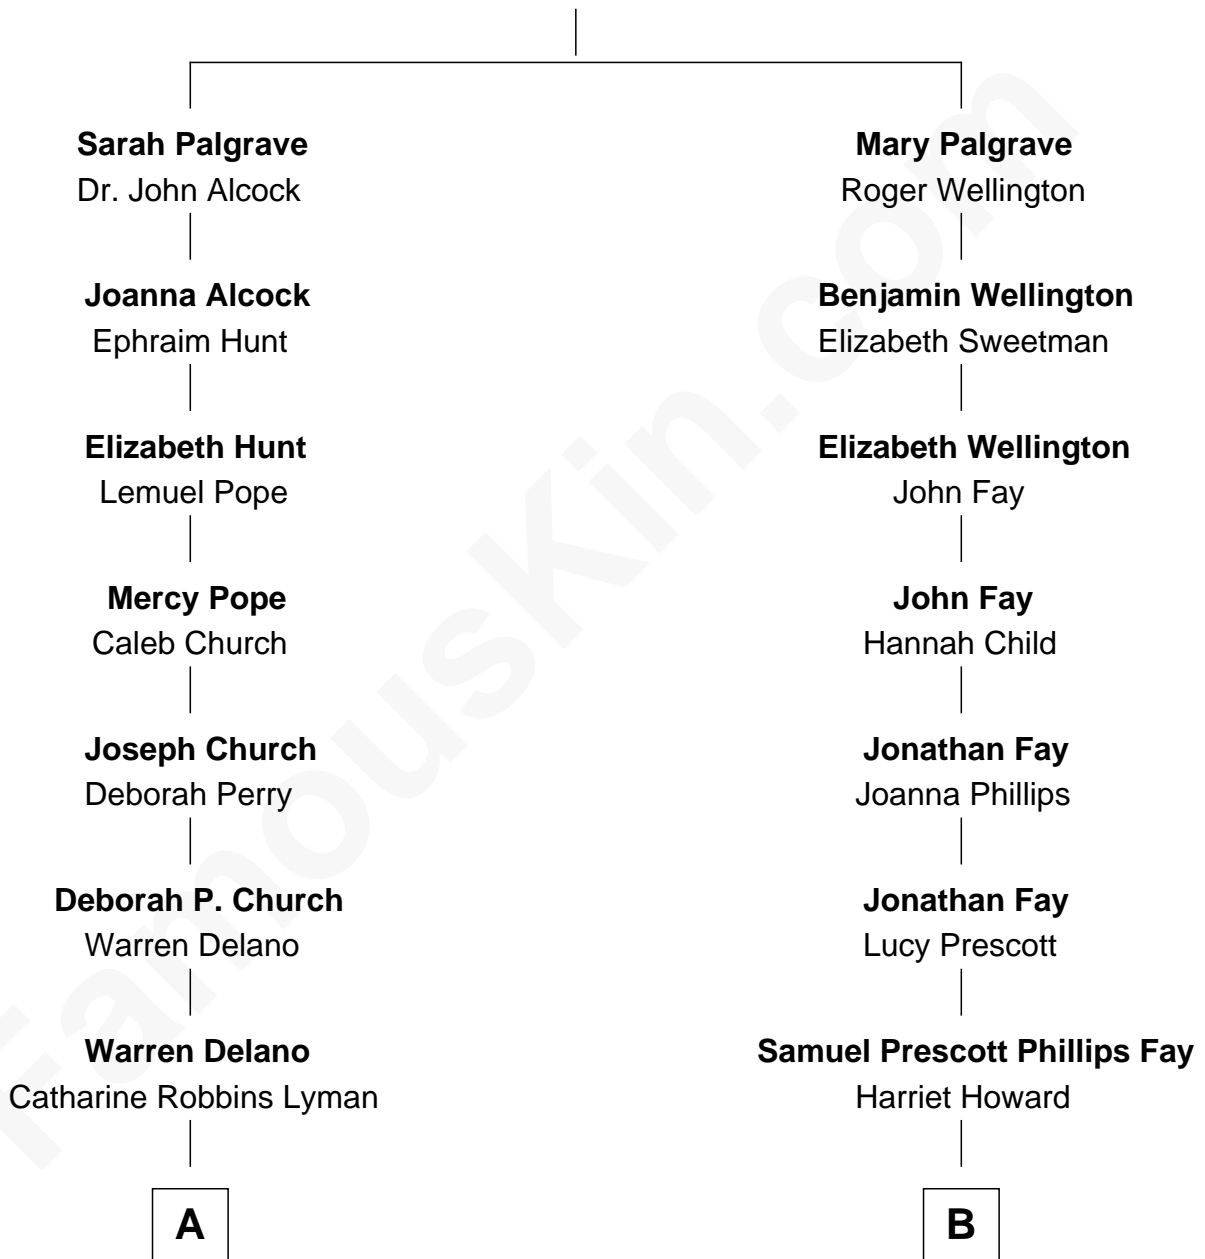 Sarah Palgrave
Dr. John Alcock
Joanna Alcock
Ephraim Hunt
Elizabeth Hunt
Lemuel Pope
Mercy Pope
Caleb Church
Joseph Church
Deborah Perry
Deborah P. Church
Warren Delano
Warren Delano
Catharine Robbins Lyman
A
Mary Palgrave
Roger Wellington
Benjamin Wellington
Elizabeth Sweetman
Elizabeth Wellington
John Fay
John Fay
Hannah Child
Jonathan Fay
Joanna Phillips
Jonathan Fay
Lucy Prescott
Samuel Prescott Phillips Fay
Harriet Howard
B
FamousKin.com